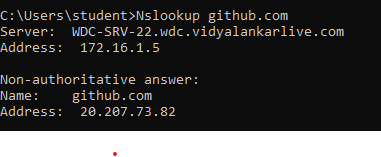 C:\Users\student>Nslookup github.com
Server:  WDC-SRV-22.wdc.vidyalankarlive.com
Address:  172.16.1.5

Non-authoritative answer:
Name:    github.com
Address:  20.207.73.82